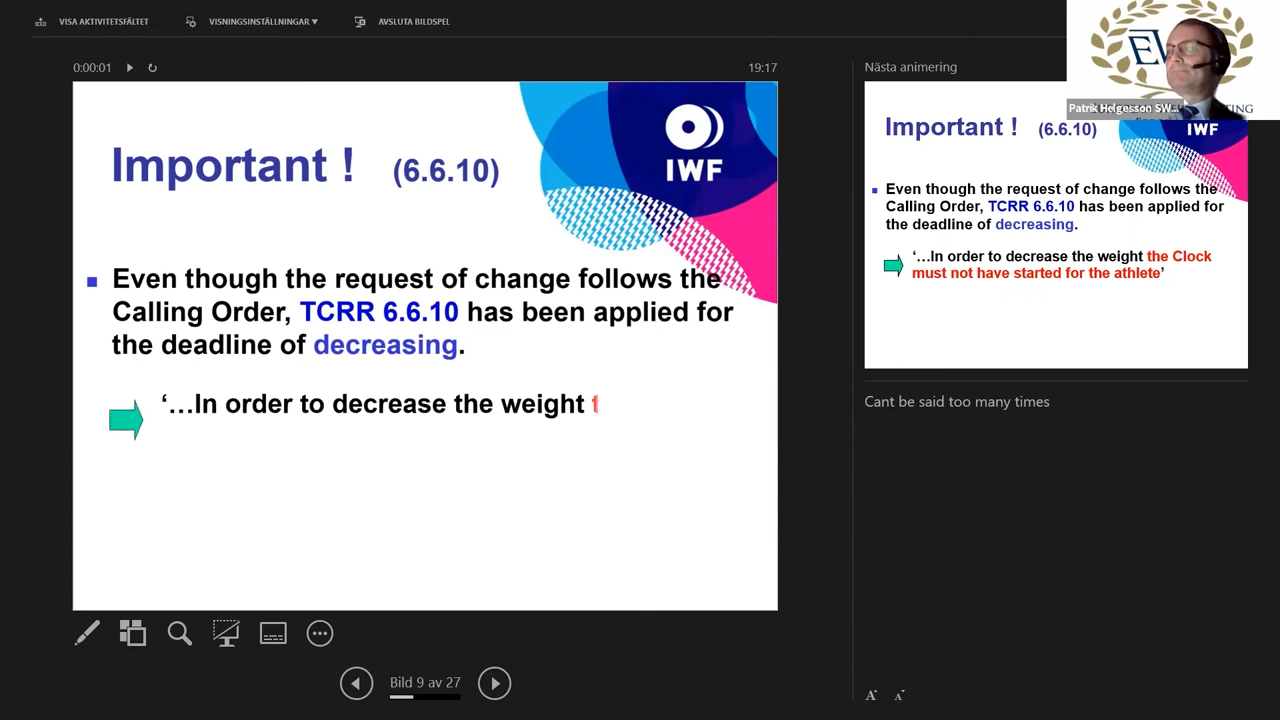 VISA AKTIVITETSFÄLTET
VISNINGSINSTÄLLNINGAR
AVSLUTA BILDSPEL
0:00:01
19:17
Important ! (6.6.10)
IWF
Even though the request of change follows the
Calling Order, TCRR 6.6.10 has been applied for
the deadline of decreasing.
‘…In order to decrease the weight t
Bild 9 av 27
Nästa animering
Patrik Helgesson SW...
Important ! (6.6.10)
IWF
Even though the request of change follows the
Calling Order, TCRR 6.6.10 has been applied for
the deadline of decreasing.
‘…In order to decrease the weight the Clock
must not have started for the athlete’
Cant be said too many times
A
A